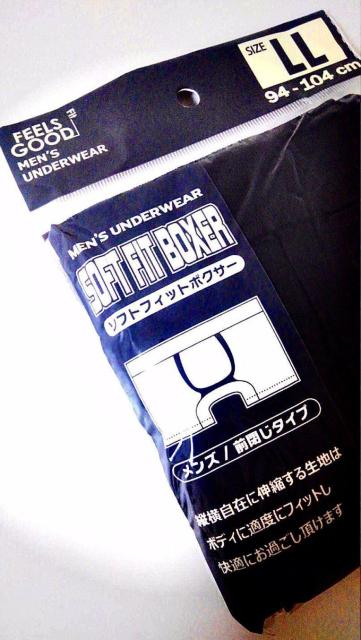 FEELS
GOOD Fit
MEN'S
UNDERWEAR
SIZE LL
94-104 cm
MEN'S UNDERWEAR
SOFT FIT BOXER
ソフトフィットボクサー
メンズ/前閉じタイプ
縦横自在に伸縮する生地は
ボディに適度にフィットし
快適にお過ごし頂けます